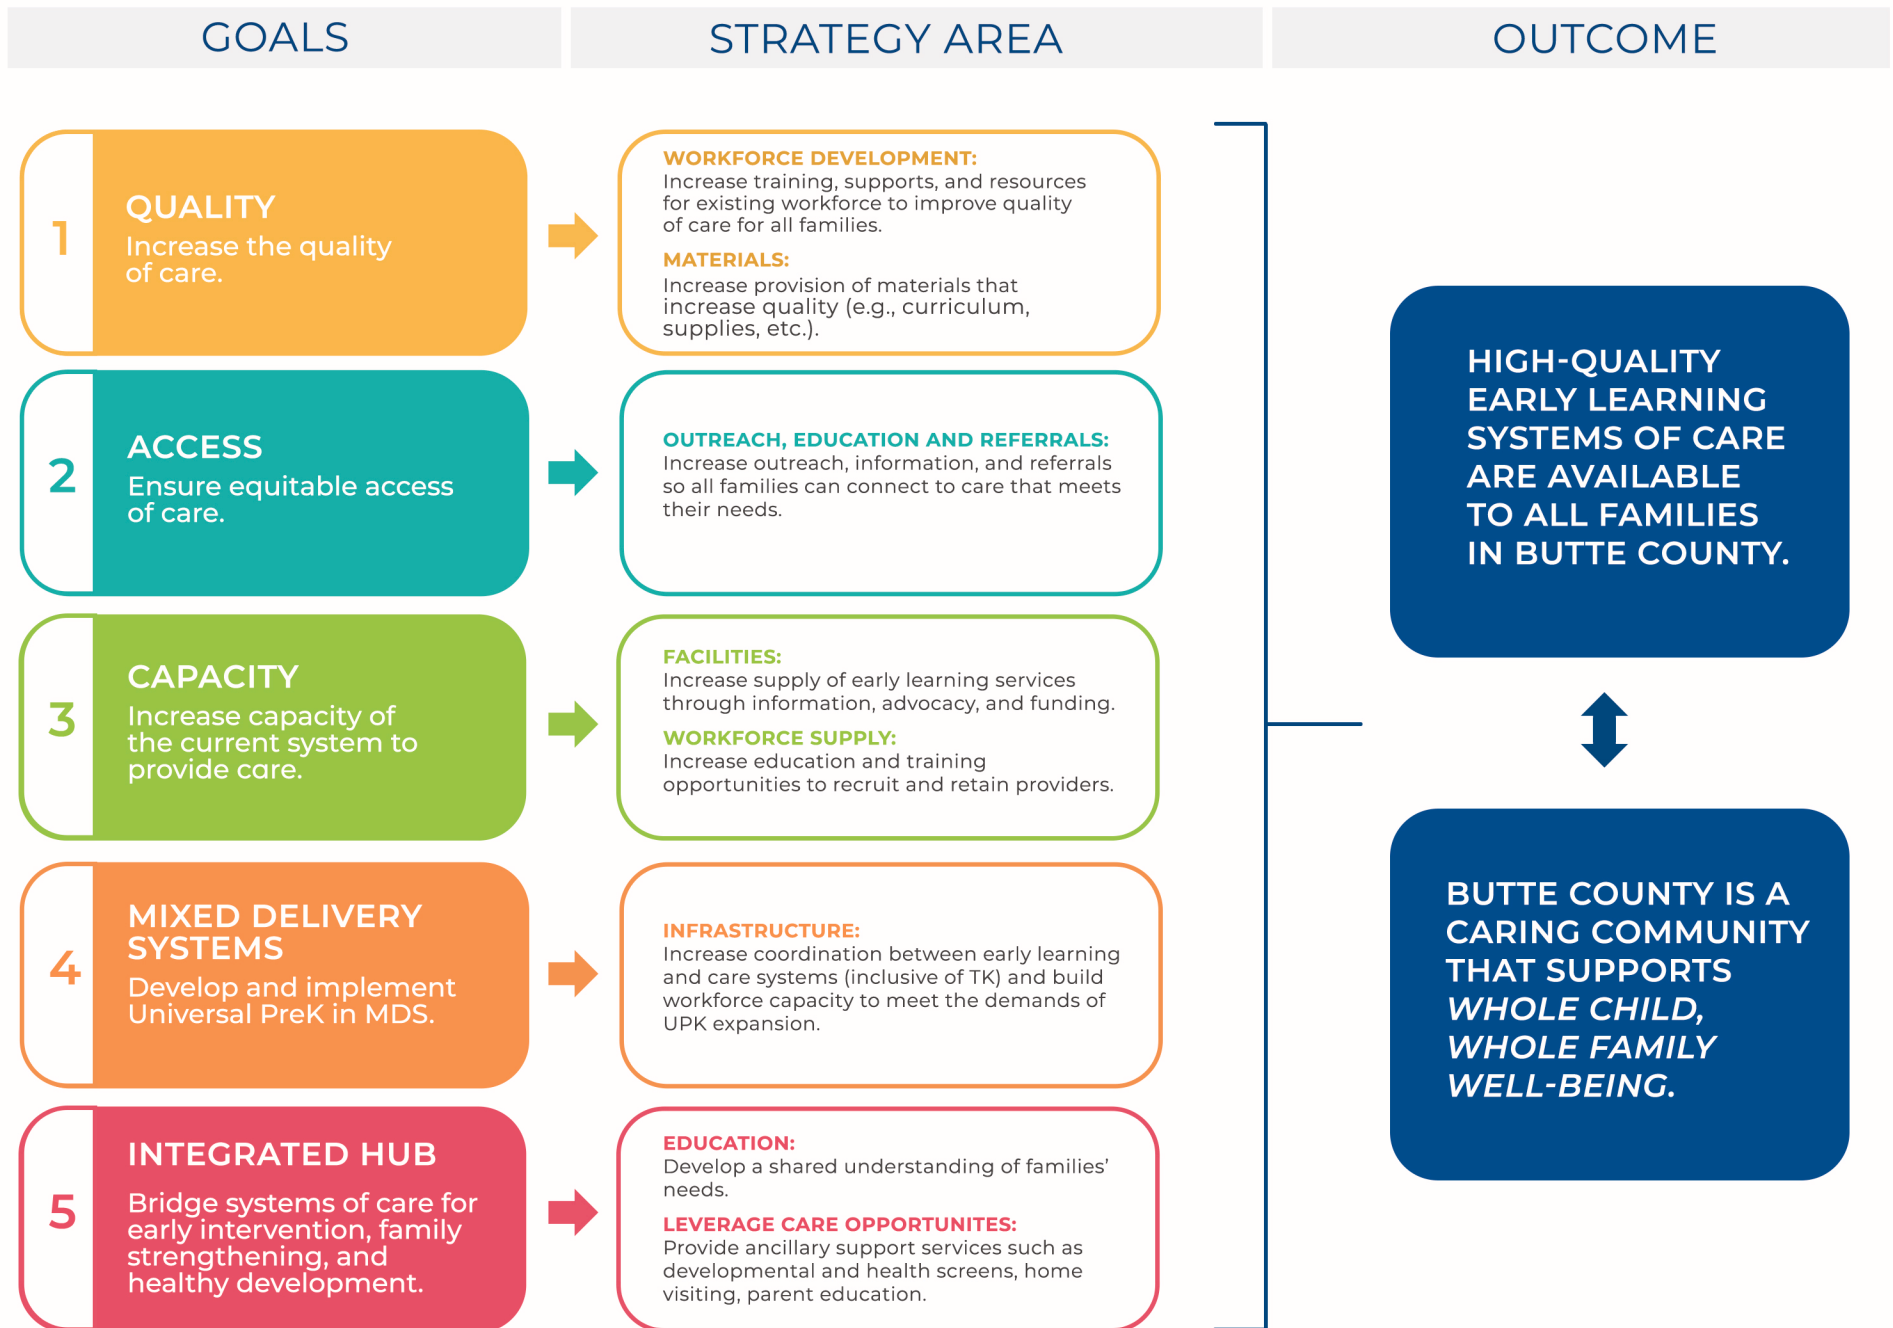 GOALS
STRATEGY AREA
OUTCOME
1
QUALITY
Increase the quality
of care.
WORKFORCE DEVELOPMENT:
Increase training, supports, and resources
for existing workforce to improve quality
of care for all families.
MATERIALS:
Increase provision of materials that
increase quality (e.g., curriculum,
supplies, etc.).
2
ACCESS
Ensure equitable access
of care.
OUTREACH, EDUCATION AND REFERRALS:
Increase outreach, information, and referrals
so all families can connect to care that meets
their needs.
3
CAPACITY
Increase capacity of
the current system to
provide care.
FACILITIES:
Increase supply of early learning services
through information, advocacy, and funding.
WORKFORCE SUPPLY:
Increase education and training
opportunities to recruit and retain providers.
4
MIXED DELIVERY
SYSTEMS
Develop and implement
Universal PreK in MDS.
INFRASTRUCTURE:
Increase coordination between early learning
and care systems (inclusive of TK) and build
workforce capacity to meet the demands of
UPK expansion.
5
INTEGRATED HUB
Bridge systems of care for
early intervention, family
strengthening, and
healthy development.
EDUCATION:
Develop a shared understanding of families'
needs.
LEVERAGE CARE OPPORTUNITES:
Provide ancillary support services such as
developmental and health screens, home
visiting, parent education.
HIGH-QUALITY
EARLY LEARNING
SYSTEMS OF CARE
ARE AVAILABLE
TO ALL FAMILIES
IN BUTTE COUNTY.
BUTTE COUNTY IS A
CARING COMMUNITY
THAT SUPPORTS
WHOLE CHILD,
WHOLE FAMILY
WELL-BEING.